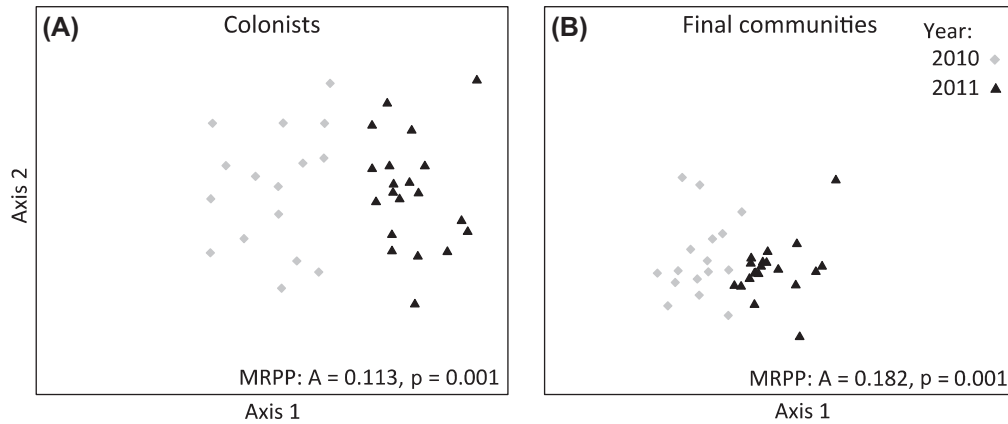 (A)
Colonists
Axis 2
MRPP: A = 0.113, p = 0.001
Axis 1
(B)
Final communities
Year:
2010
2011
MRPP: A = 0.182, p = 0.001
Axis 1